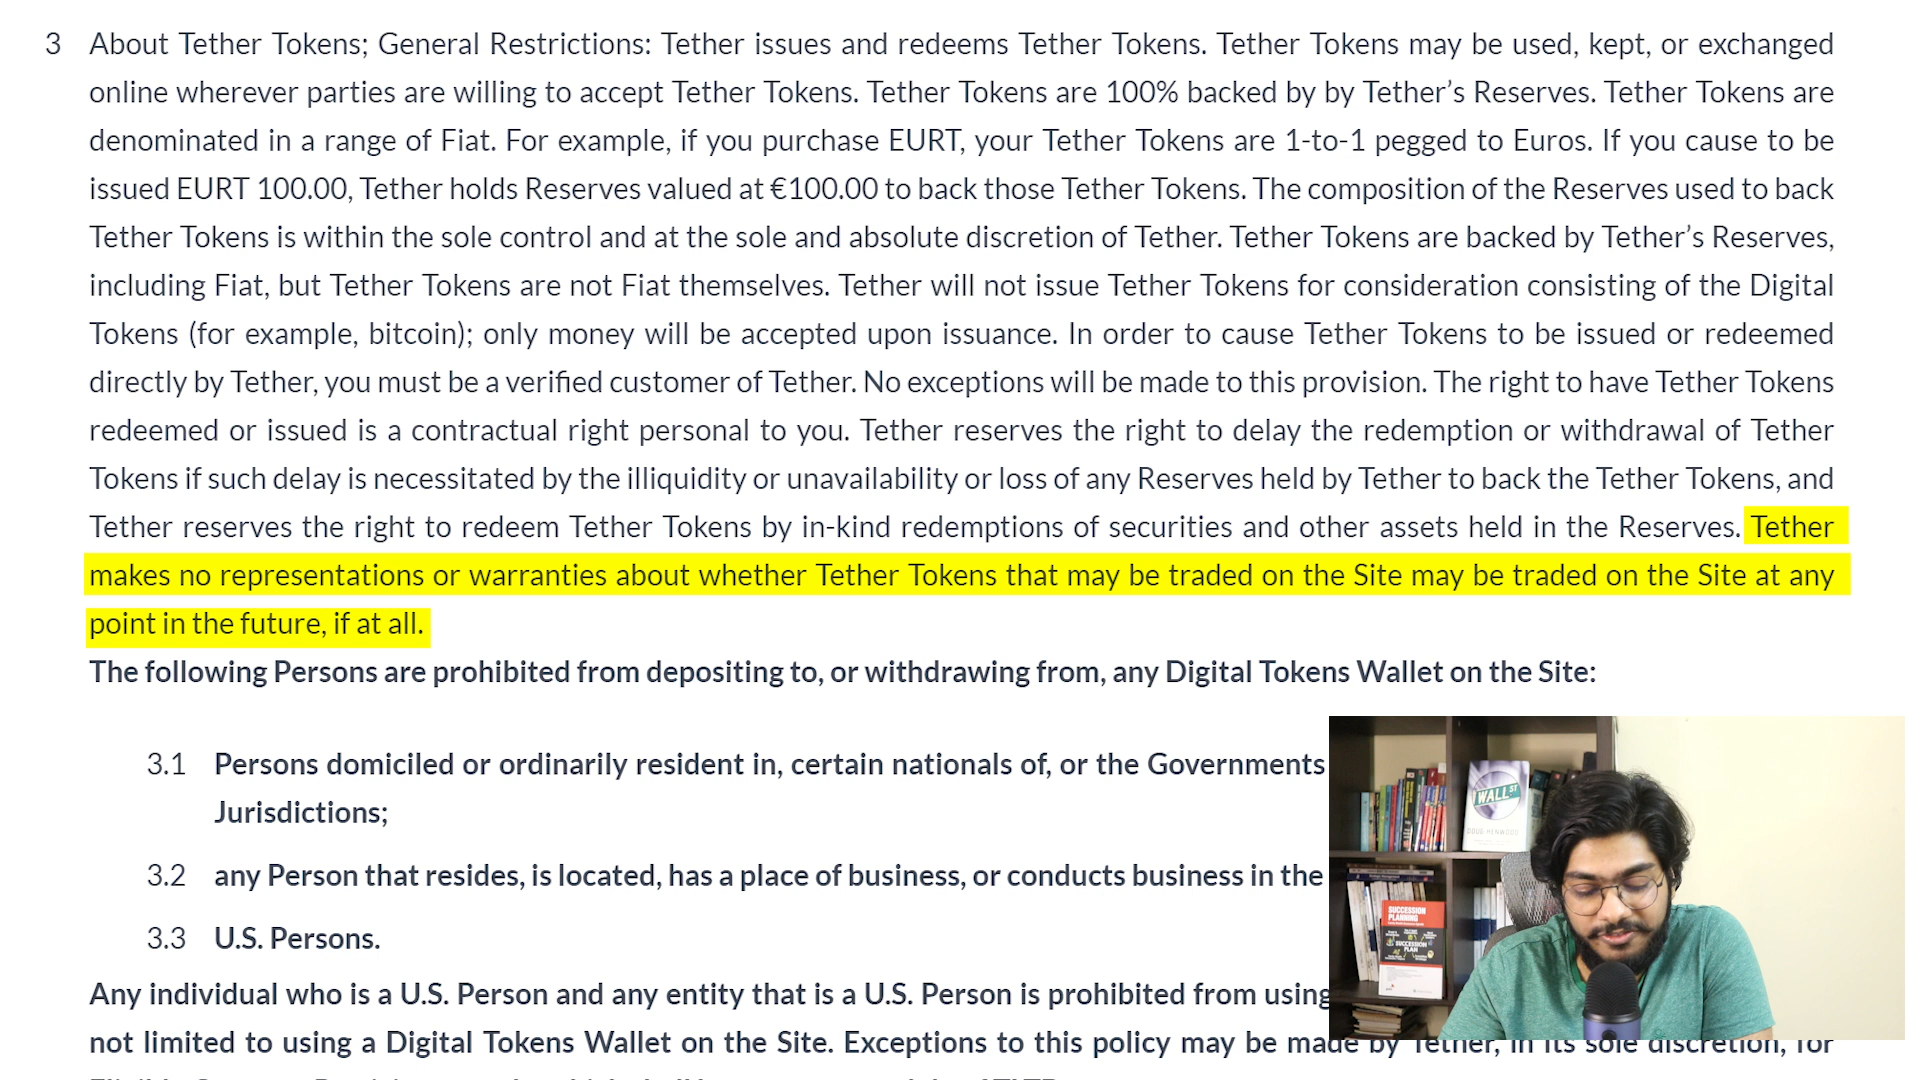 3 About Tether Tokens; General Restrictions: Tether issues and redeems Tether Tokens. Tether Tokens may be used, kept, or exchanged
online wherever parties are willing to accept Tether Tokens. Tether Tokens are 100% backed by by Tether’s Reserves. Tether Tokens are
denominated in a range of Fiat. For example, if you purchase EURT, your Tether Tokens are 1-to-1 pegged to Euros. If you cause to be
issued EURT 100.00, Tether holds Reserves valued at €100.00 to back those Tether Tokens. The composition of the Reserves used to back
Tether Tokens is within the sole control and at the sole and absolute discretion of Tether. Tether Tokens are backed by Tether’s Reserves,
including Fiat, but Tether Tokens are not Fiat themselves. Tether will not issue Tether Tokens for consideration consisting of the Digital
Tokens (for example, bitcoin); only money will be accepted upon issuance. In order to cause Tether Tokens to be issued or redeemed
directly by Tether, you must be a verified customer of Tether. No exceptions will be made to this provision. The right to have Tether Tokens
redeemed or issued is a contractual right personal to you. Tether reserves the right to delay the redemption or withdrawal of Tether
Tokens if such delay is necessitated by the illiquidity or unavailability or loss of any Reserves held by Tether to back the Tether Tokens, and
Tether reserves the right to redeem Tether Tokens by in-kind redemptions of securities and other assets held in the Reserves. Tether
makes no representations or warranties about whether Tether Tokens that may be traded on the Site may be traded on the Site at any
point in the future, if at all.
The following Persons are prohibited from depositing to, or withdrawing from, any Digital Tokens Wallet on the Site:
3.1 Persons domiciled or ordinarily resident in, certain nationals of, or the Governments
Jurisdictions;
3.2 any Person that resides, is located, has a place of business, or conducts business in the
3.3 U.S. Persons.
Any individual who is a U.S. Person and any entity that is a U.S. Person is prohibited from using
not limited to using a Digital Tokens Wallet on the Site. Exceptions to this policy may be made by Tether, in its sole discretion, for
WALL ST
DOUG HENWOOD
SUCCESSION
PLANNING
SUCCESSION
PLAN